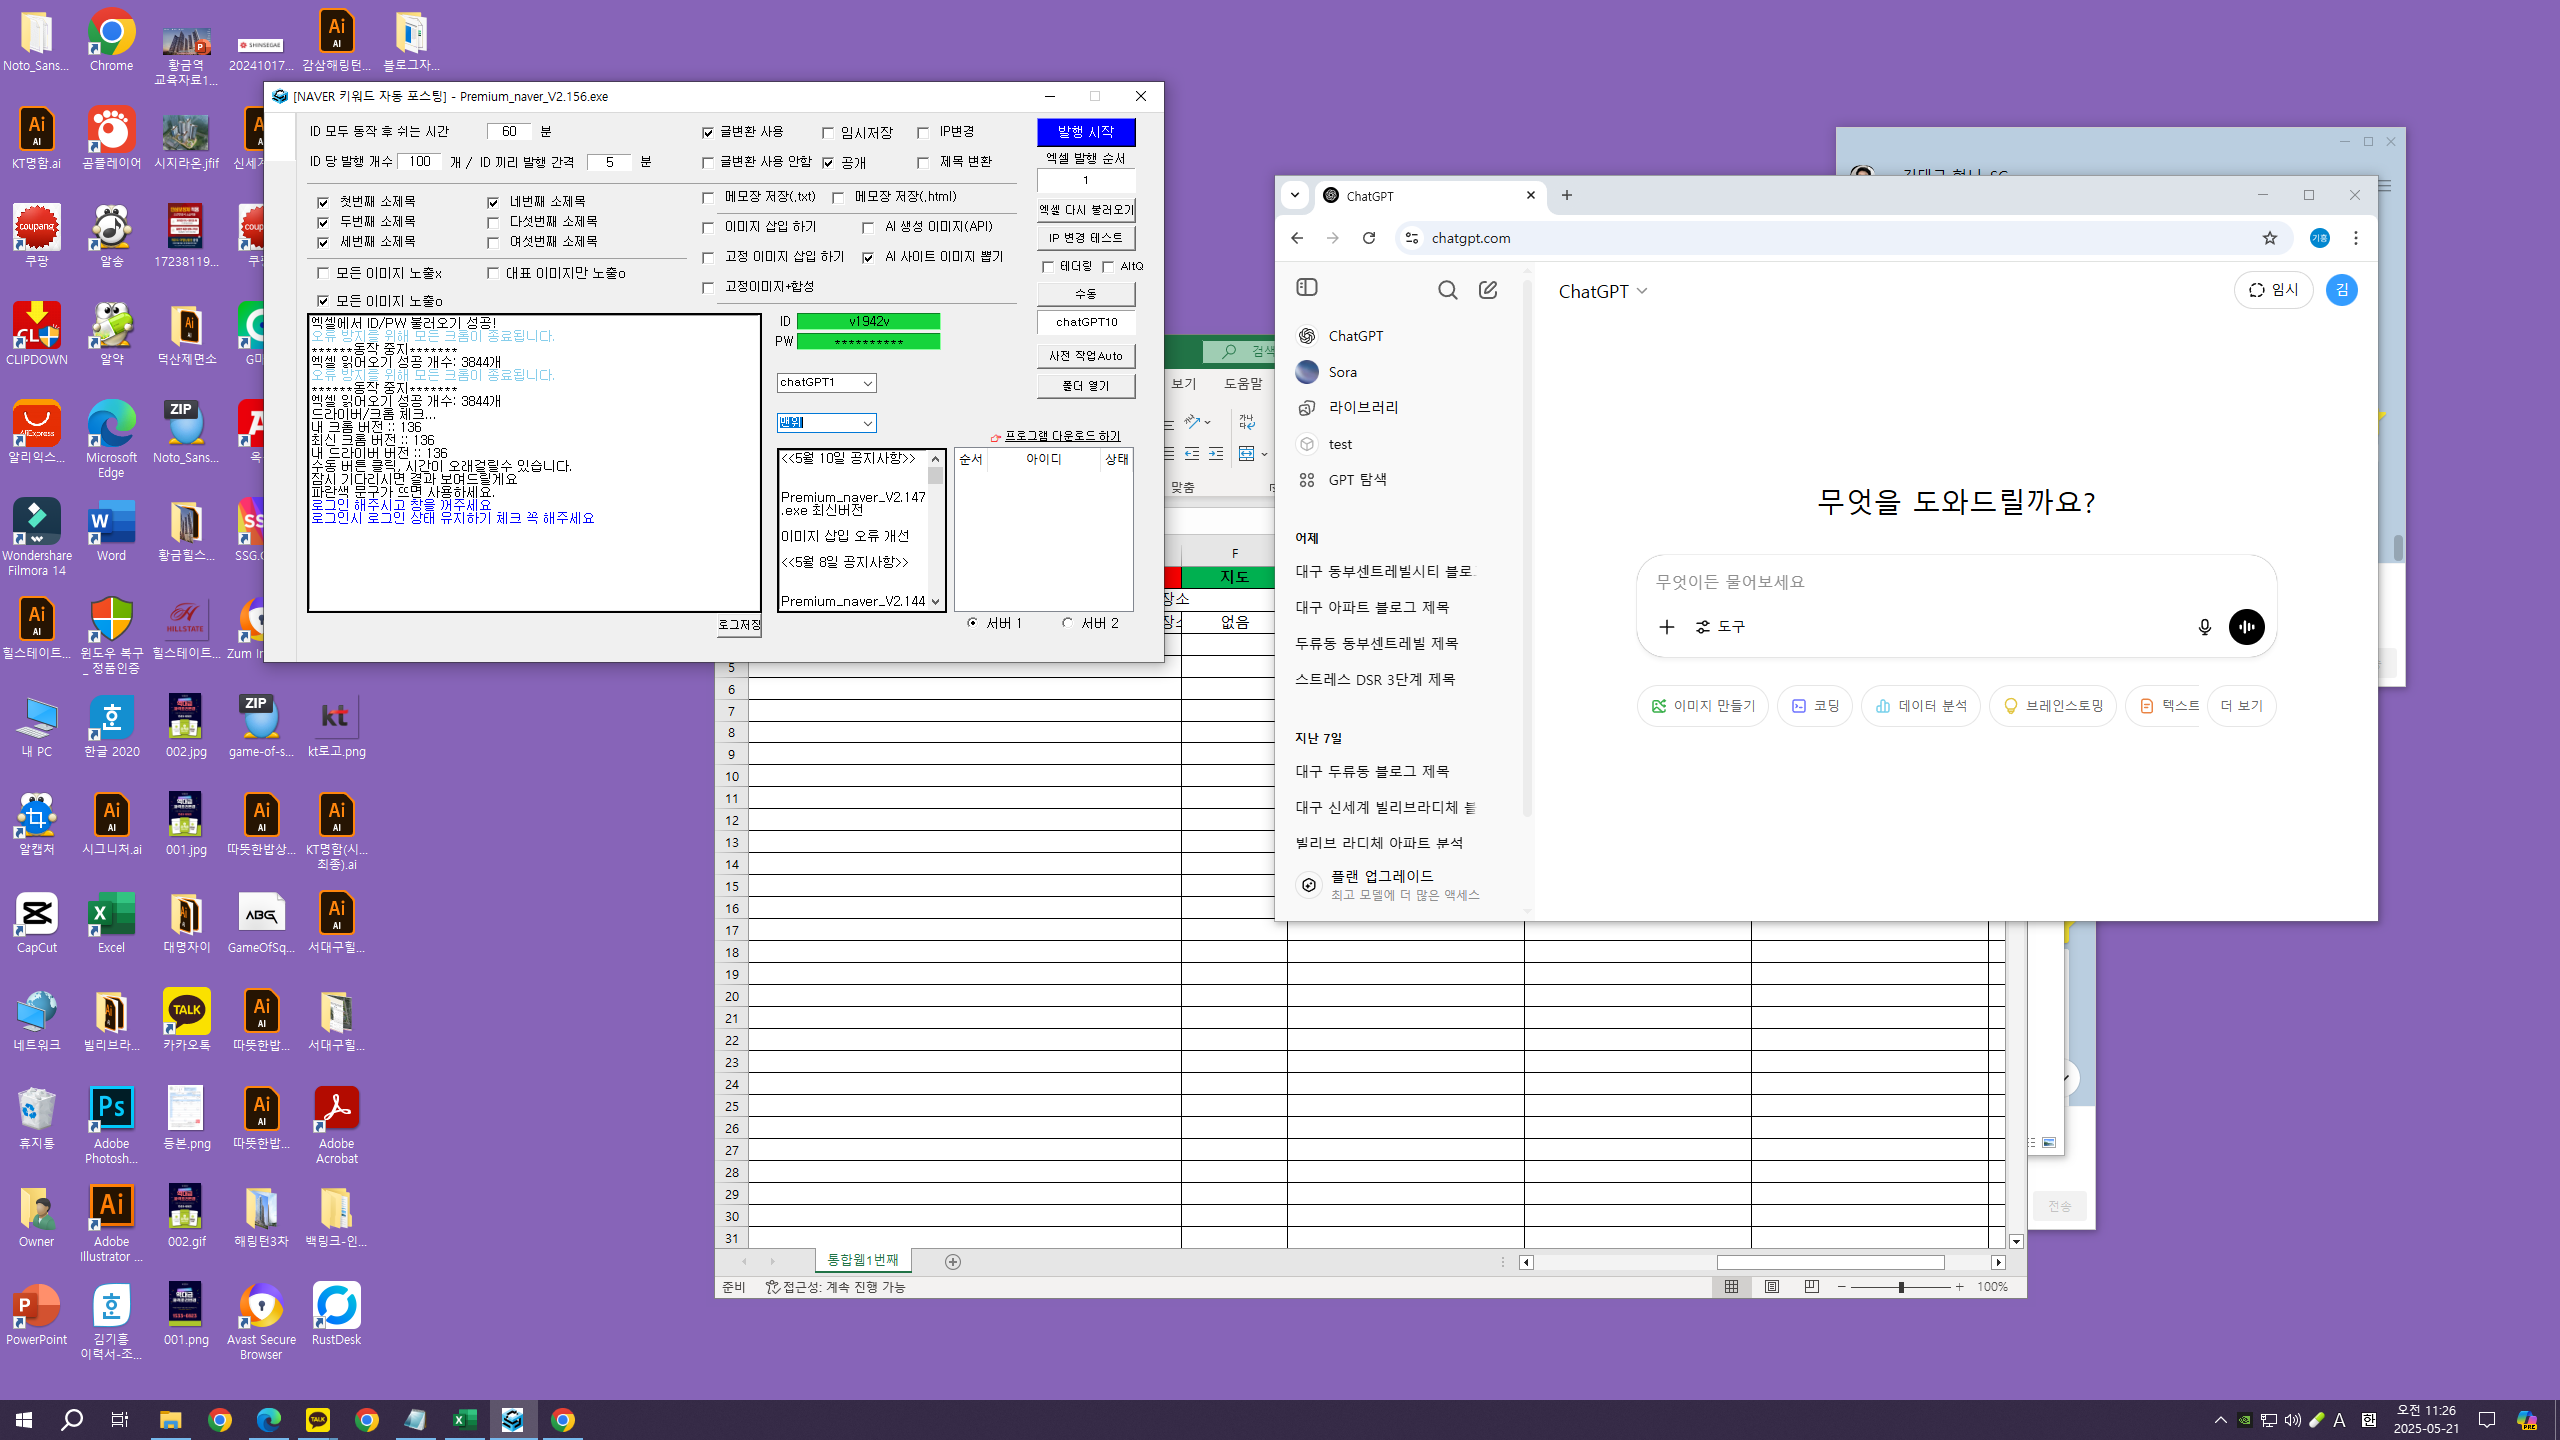 Noto_Sans...
Chrome
황금역
교육자료1...
20241017...
감삼해링턴...
블로그자...
KT명함.ai
곰플레이어
시지라온.jfif
신세계
쿠팡
알송
17238119...
CLIPDOWN
알약
덕산제면소
알리익스...
Microsoft
Edge
Noto_Sans...
Wondershare
Filmora 14
Word
황금힐스...
힐스테이트...
윈도우 복구
_ 정품인증
힐스테이트...
내 PC
한글 2020
002.jpg
game-of-s...
kt로고.png
알캡처
시그니처.ai
001.jpg
따뜻한밥상...
KT명함(시...
최종).ai
CapCut
Excel
대명자이
GameOfSq...
서대구힐...
네트워크
빌리브라...
카카오톡
따뜻한밥...
서대구힐...
휴지통
Adobe
Photosh...
등본.png
따뜻한밥...
Adobe
Acrobat
Owner
Adobe
Illustrator ...
002.gif
해링턴3차
백링크-인...
PowerPoint
김기흥
이력서-조...
001.png
Avast Secure
Browser
RustDesk
[NAVER 키워드 자동 포스팅] - Premium_naver_V2.156.exe
ID 모두 동작 후 쉬는 시간 60 분
ID 당 발행 개수 100 개 / ID 끼리 발행 간격 5 분
글변환 사용
임시저장
IP변경
글변환 사용 안함
공개
제목 변환
첫번째 소제목
네번째 소제목
두번째 소제목
다섯번째 소제목
세번째 소제목
여섯번째 소제목
모든 이미지 노출x
대표 이미지만 노출o
모든 이미지 노출o
메모장 저장(.txt)
메모장 저장(.html)
이미지 삽입 하기
AI 생성 이미지(API)
고정 이미지 삽입 하기
AI 사이트 이미지 뽑기
고정이미지+합성
발행 시작
엑셀 발행 순서
1
엑셀 다시 불러오기
IP 변경 테스트
테더링
AltQ
수동
chatGPT10
사전 작업Auto
폴더 열기
엑셀에서 ID/PW 불러오기 성공!
오류 방지를 위해 모든 크롬이 종료됩니다.
******동작 중지*******
엑셀 읽어오기 성공 개수: 3844개
오류 방지를 위해 모든 크롬이 종료됩니다.
******동작 중지*******
엑셀 읽어오기 성공 개수: 3844개
드라이버/크롬 체크...
내 크롬 버전 :: 136
최신 크롬 버전 :: 136
내 드라이버 버전 :: 136
수동 버튼 클릭, 시간이 오래걸릴수 있습니다.
잠시 기다리시면 결과 보여드릴게요
파란색 문구가 뜨면 사용하세요.
로그인 해주시고 창을 꺼주세요
로그인시 로그인 상태 유지하기 체크 꼭 해주세요
로그저장
ID v1942v
PW **********
chatGPT1
맨위
<<5월 10일 공지사항>>
Premium_naver_V2.147
.exe 최신버전
이미지 삽입 오류 개선
<<5월 8일 공지사항>>
Premium_naver_V2.144
프로그램 다운로드 하기
순서 아이디 상태
서버 1
서버 2
검색
보기 도움말
맞춤
F
지도
장소
없음
5
6
7
8
9
10
11
12
13
14
15
16
17
18
19
20
21
22
23
24
25
26
27
28
29
30
31
통합웹1번째
준비
접근성: 계속 진행 가능
100%
전송
ChatGPT
chatgpt.com
ChatGPT
Sora
라이브러리
test
GPT 탐색
어제
대구 동부센트레빌시티 블로
대구 아파트 블로그 제목
두류동 동부센트레빌 제목
스트레스 DSR 3단계 제목
지난 7일
대구 두류동 블로그 제목
대구 신세계 빌리브라디체
빌리브 라디체 아파트 분석
플랜 업그레이드
최고 모델에 더 많은 액세스
ChatGPT
임시
김
기흥
무엇을 도와드릴까요?
무엇이든 물어보세요
도구
이미지 만들기
코딩
데이터 분석
브레인스토밍
텍스트
더 보기
A
한
오전 11:26
2025-05-21